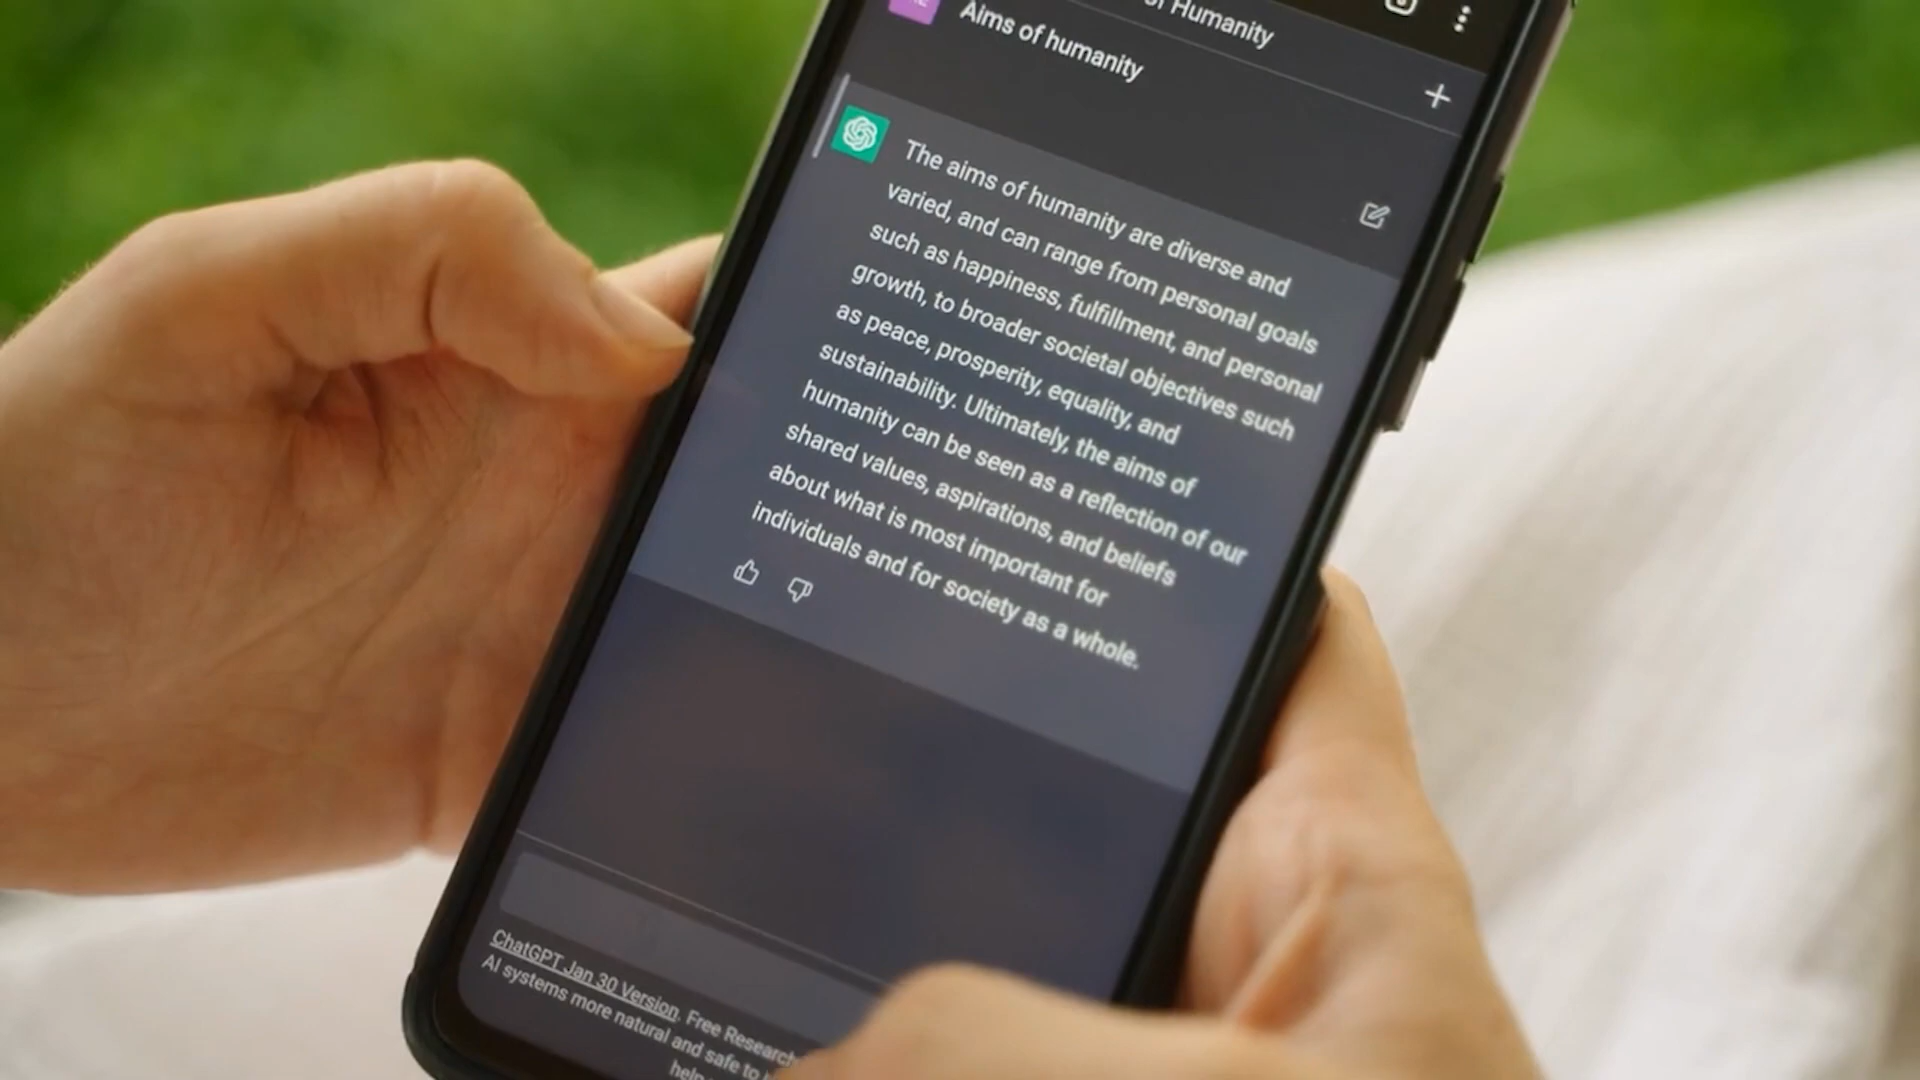 of Humanity
Aims of humanity
The aims of humanity are diverse and
varied, and can range from personal goals
such as happiness, fulfillment, and personal
growth, to broader societal objectives such
as peace, prosperity, equality, and
sustainability. Ultimately, the aims of
humanity can be seen as a reflection of our
shared values, aspirations, and beliefs
about what is most important for
individuals and for society as a whole.
ChatGPT Jan 30 Version. Free Research
AI systems more natural and safe to